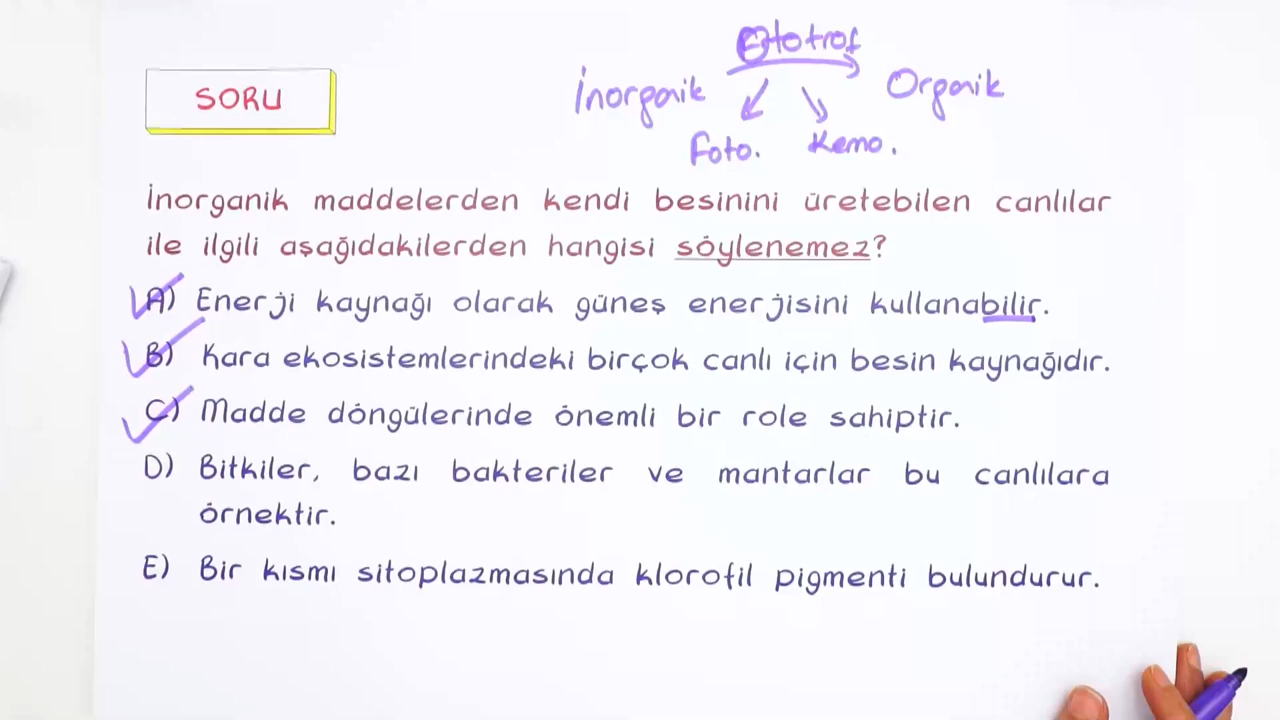 Ototrof
İnorganik
Organik
Foto.
Kemo.
SORU
İnorganik maddelerden kendi besinini üretebilen canlılar
ile ilgili aşağıdakilerden hangisi söylenemez?
A) Enerji kaynağı olarak güneş enerjisini kullanabilir.
B) Kara ekosistemlerindeki birçok canlı için besin kaynağıdır.
C) Madde döngülerinde önemli bir role sahiptir.
D) Bitkiler, bazı bakteriler ve mantarlar bu canlılara
örnektir.
E) Bir kısmı sitoplazmasında klorofil pigmenti bulundurur.